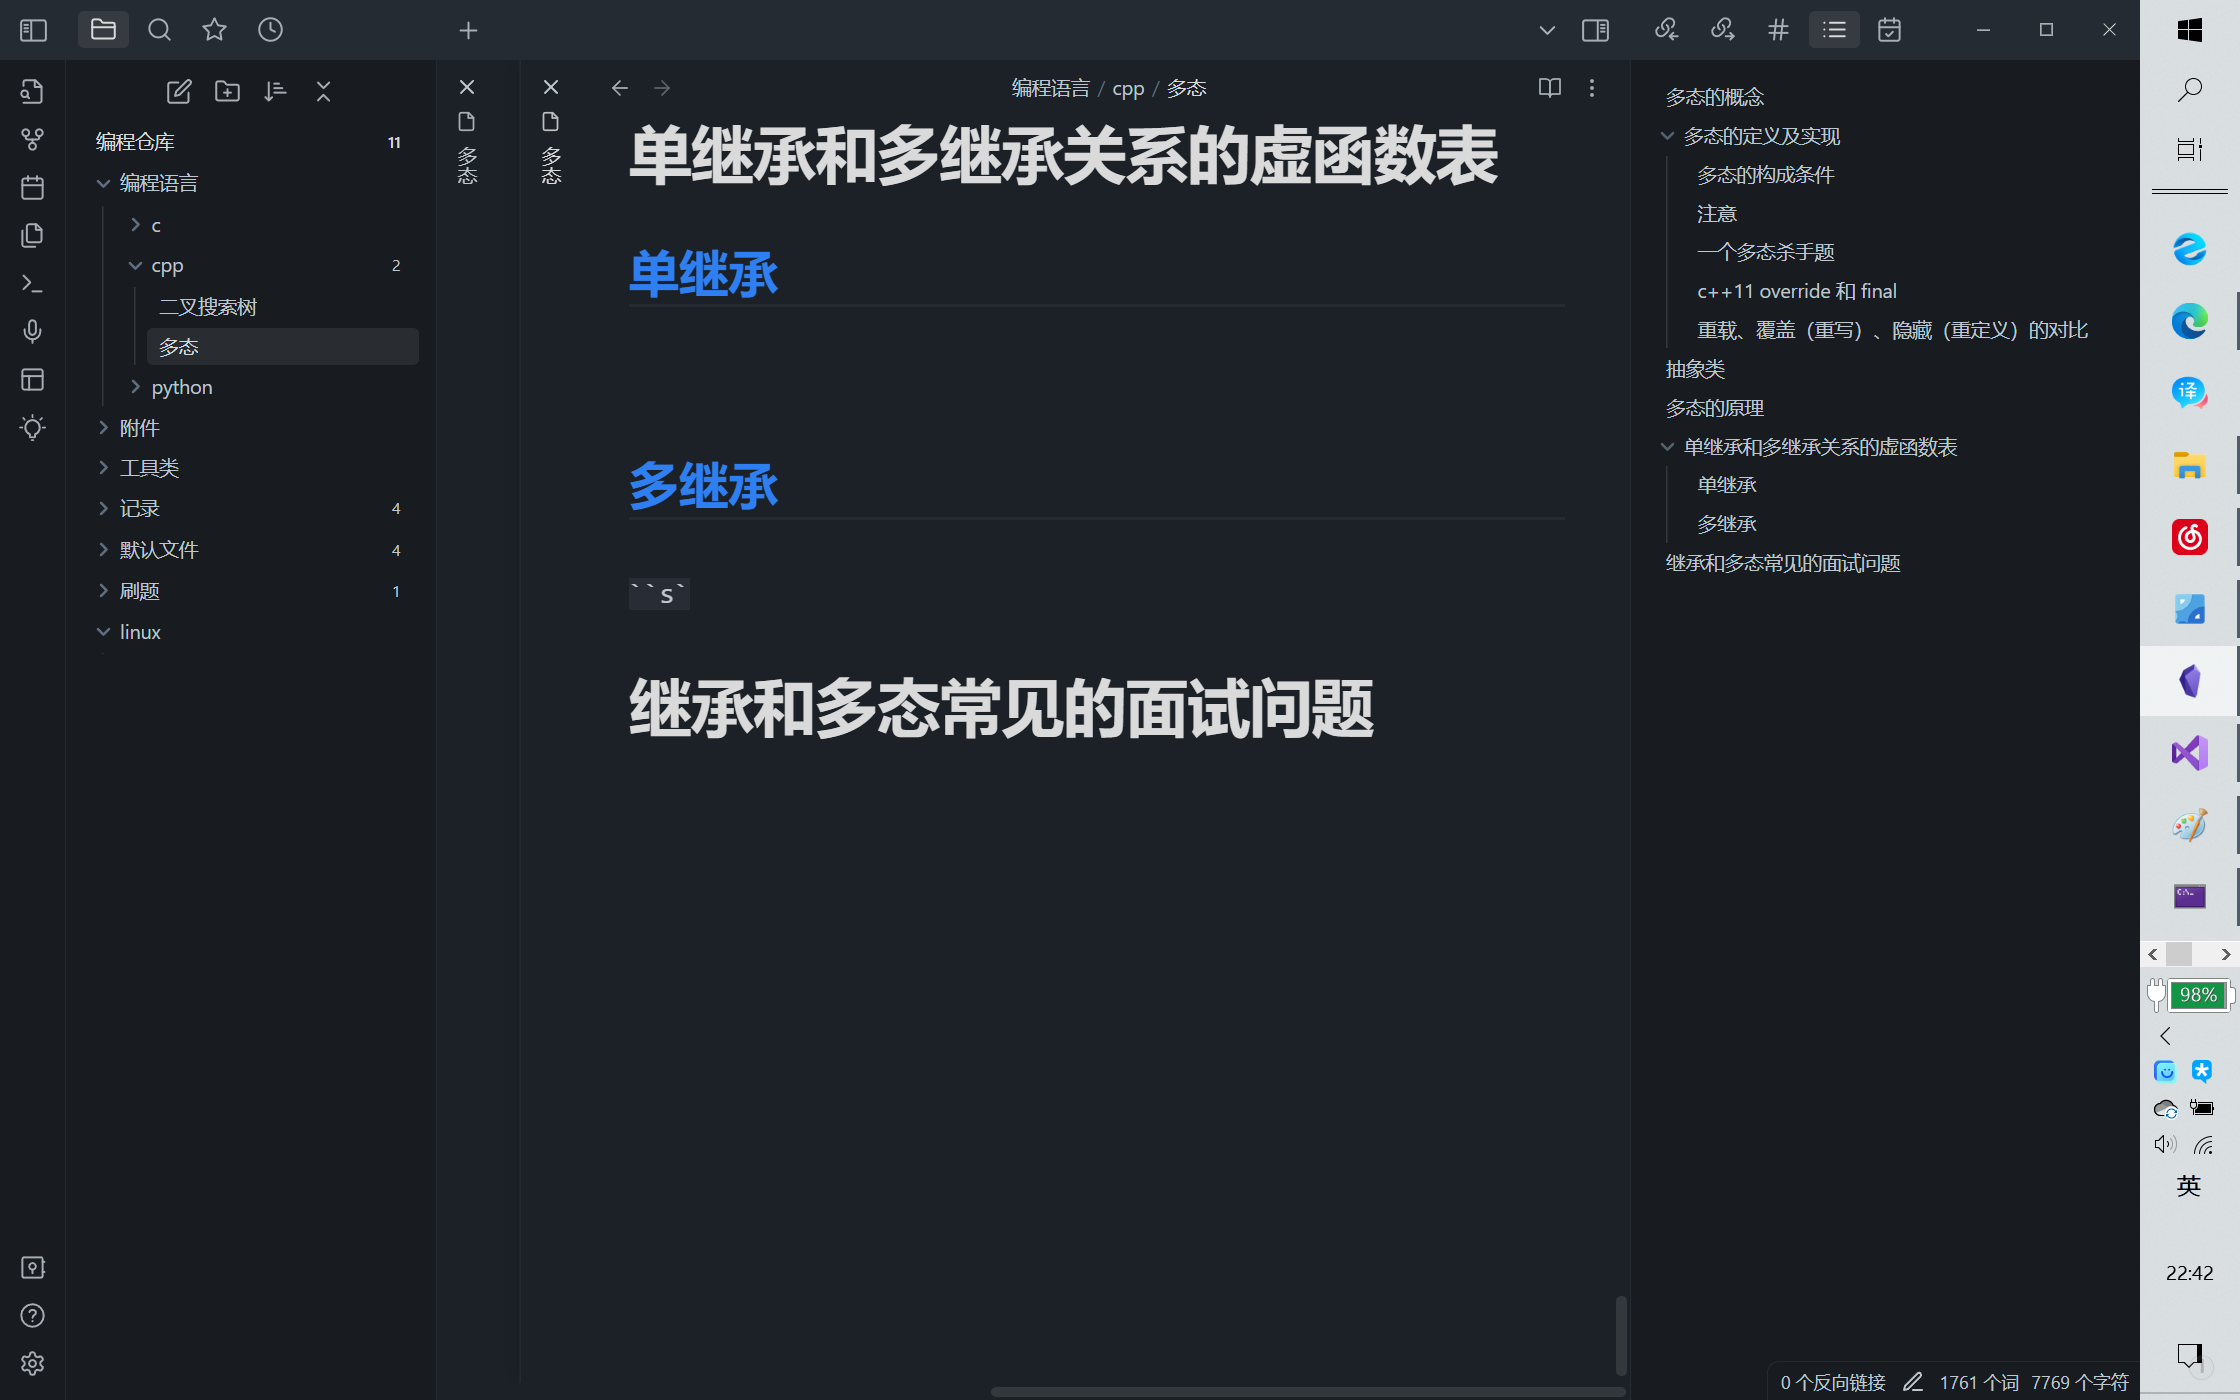 编程仓库 11
编程语言
c
cpp 2
二叉搜索树
多态
python
附件
工具类
记录 4
默认文件 4
刷题 1
linux
多态
多态
编程语言 / cpp / 多态
单继承和多继承关系的虚函数表
单继承
多继承
``s`
继承和多态常见的面试问题
多态的概念
多态的定义及实现
多态的构成条件
注意
一个多态杀手题
c++11 override 和 final
重载、覆盖（重写）、隐藏（重定义）的对比
抽象类
多态的原理
单继承和多继承关系的虚函数表
单继承
多继承
继承和多态常见的面试问题
0 个反向链接 1761 个词 7769 个字符
译
C:\_
98%
英
22:42
1